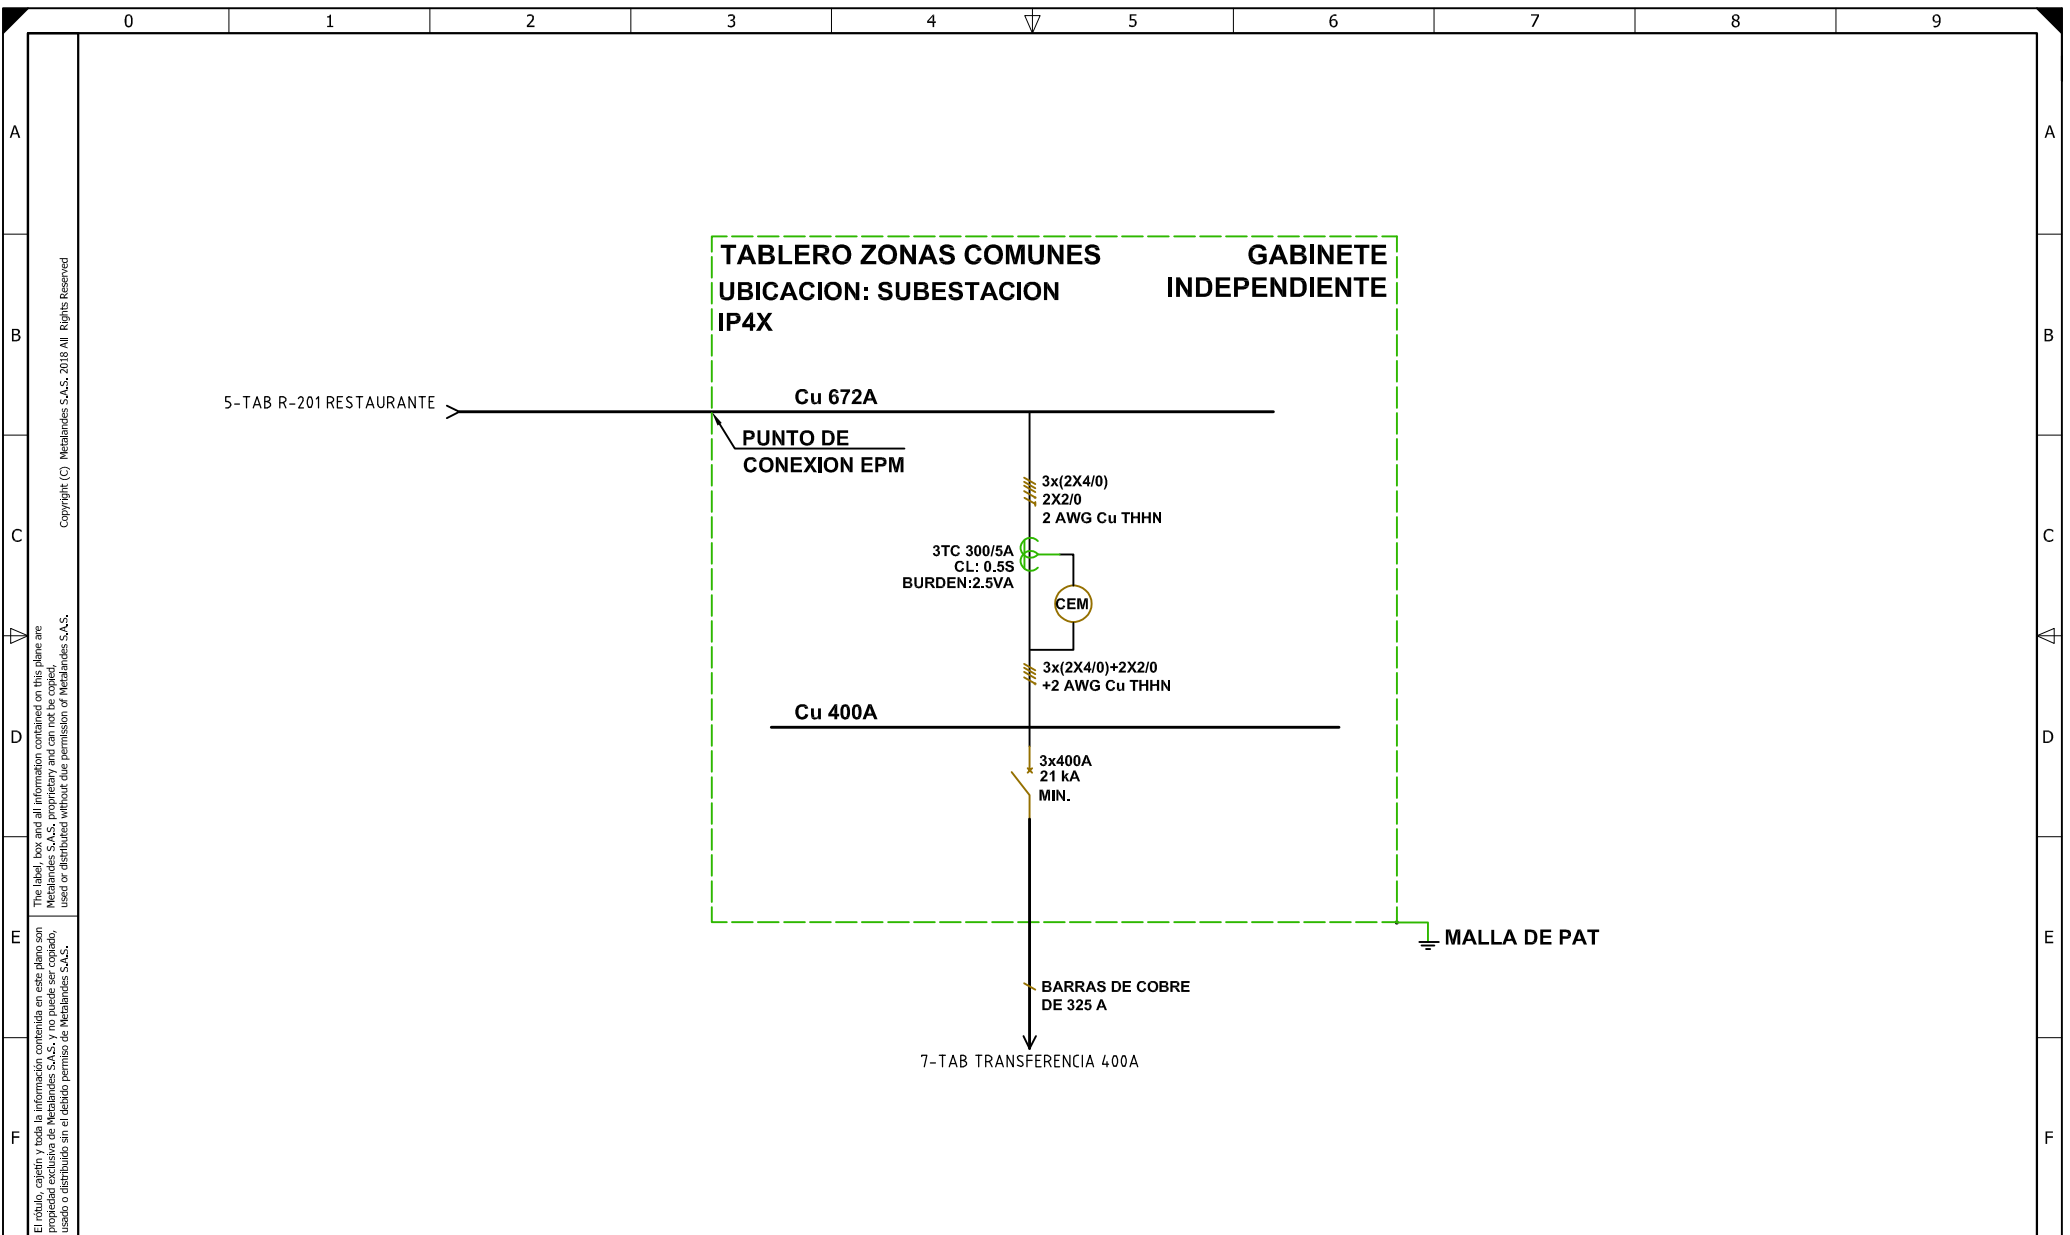 0 1 2 3 4 5 6 7 8 9
A A
B B
C C
D D
E E
F F
Copyright (C) Metalandes S.A.S. 2018 All Rights Reserved
The label, box and all information contained on this plane are
Metalandes S.A.S. proprietary and can not be copied,
used or distributed without due permission of Metalandes S.A.S.
El rótulo, cajetín y toda la información contenida en este plano son
propiedad exclusiva de Metalandes S.A.S. y no puede ser copiado,
usado o distribuido sin el debido permiso de Metalandes S.A.S.
TABLERO ZONAS COMUNES
UBICACION: SUBESTACION
IP4X
GABINETE
INDEPENDIENTE
5-TAB R-201 RESTAURANTE
Cu 672A
PUNTO DE
CONEXION EPM
3x(2X4/0)
2X2/0
2 AWG Cu THHN
3TC 300/5A
CL: 0.5S
BURDEN:2.5VA
CEM
3x(2X4/0)+2X2/0
+2 AWG Cu THHN
Cu 400A
3x400A
21 kA
MIN.
MALLA DE PAT
BARRAS DE COBRE
DE 325 A
7-TAB TRANSFERENCIA 400A